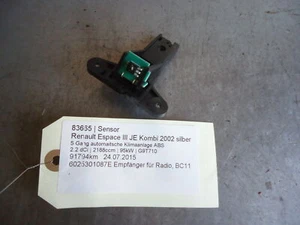 83635 | Sensor
Renault Espace III JE Kombi 2002 silber
5 Gang automatische Klimaanlage ABS
2.2 dCi | 2188ccm | 95kW | G9T710
91794km 24.07.2015
6025301087E Empfänger für Radio, BC11